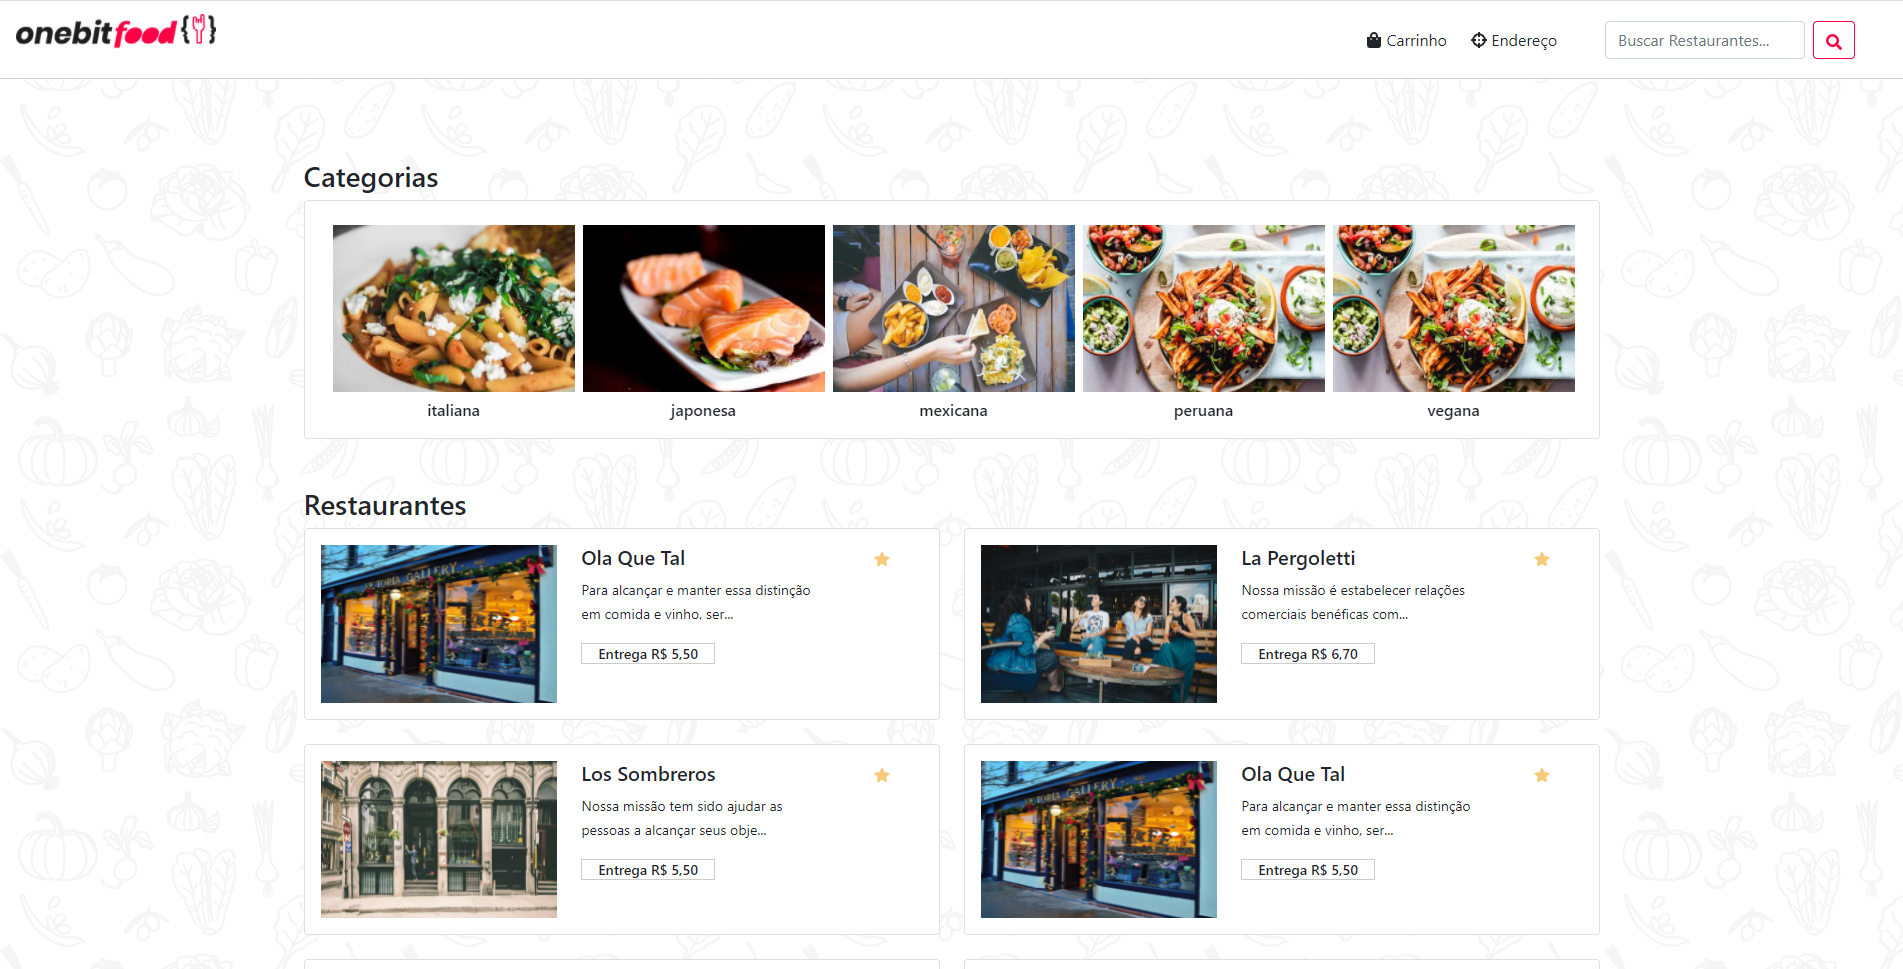 onebitfood
Carrinho
Endereço
Buscar Restaurantes...
Categorias
italiana
japonesa
mexicana
peruana
vegana
Restaurantes
Ola Que Tal
Para alcançar e manter essa distinção
em comida e vinho, ser...
Entrega R$ 5,50
La Pergoletti
Nossa missão é estabelecer relações
comerciais benéficas com...
Entrega R$ 6,70
Los Sombreros
Nossa missão tem sido ajudar as
pessoas a alcançar seus obje...
Entrega R$ 5,50
Ola Que Tal
Para alcançar e manter essa distinção
em comida e vinho, ser...
Entrega R$ 5,50